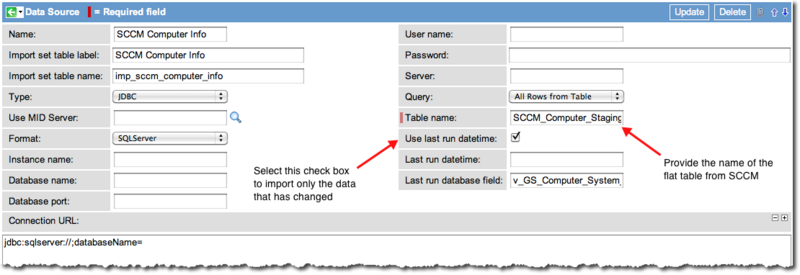 Data Source = Required field Update Delete
Name: SCCM Computer Info User name:
Import set table label: SCCM Computer Info Password:
Import set table name: imp_sccm_computer_info Server:
Type: JDBC Query: All Rows from Table
Use MID Server: Table name: SCCM_Computer_Staging
Format: SQLServer Use last run datetime:
Instance name: Last run datetime:
Database name: Last run database field: v_GS_Computer_System_
Database port:
Select this check box
to import only the data
that has changed
Provide the name of the
flat table from SCCM
Connection URL:
jdbc:sqlserver://;databaseName=